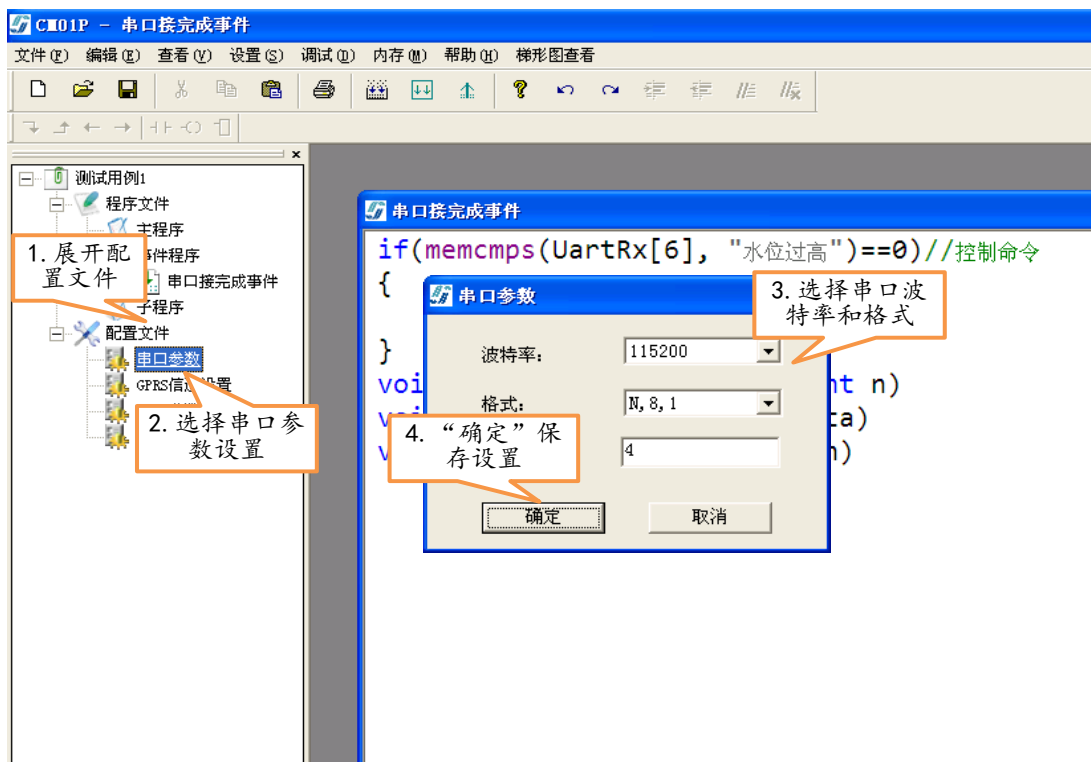 CM01P - 串口接完成事件
文件(F) 编辑(E) 查看(V) 设置(S) 调试(D) 内存(M) 帮助(H) 梯形图查看
测试用例1
程序文件
主程序
件程序
串口接完成事件
子程序
配置文件
串口参数
GPRS信 设置
1.展开配
置文件
2.选择串口参
数设置
串口接完成事件
if(memcmps(UartRx[6], "水位过高")==0)//控制命令
{
}
voi nt n)
v ta)
v n)
串口参数
波特率: 115200
格式: N,8,1
4
确定 取消
3.选择串口波
特率和格式
4. “确定”保
存设置